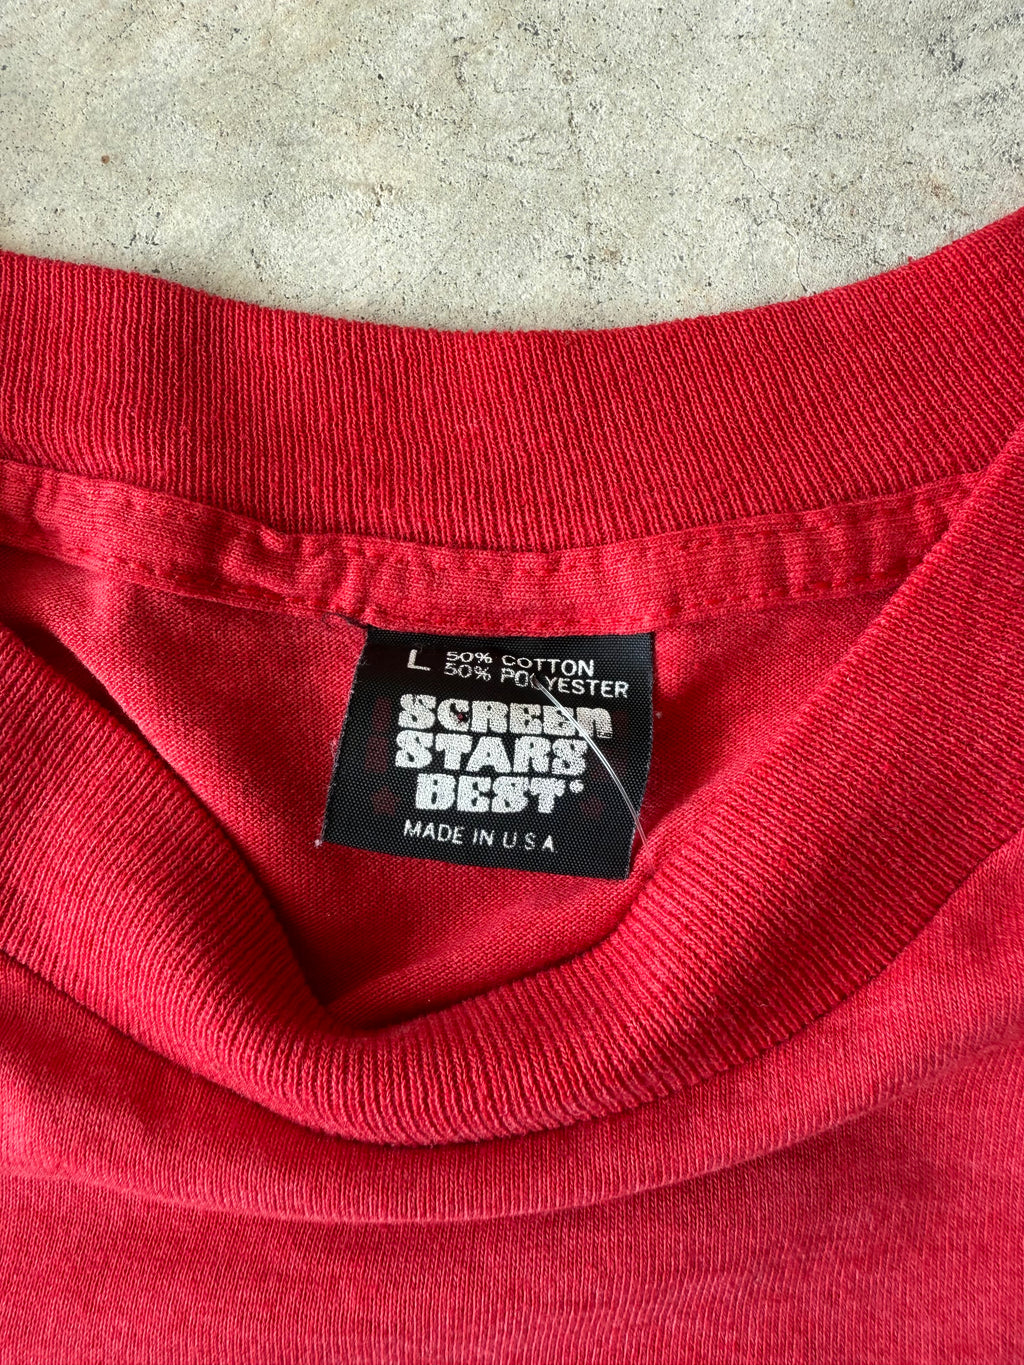 L 50% COTTON
50% POLYESTER
SCREEN
STARS
BEST®
MADE IN U S A